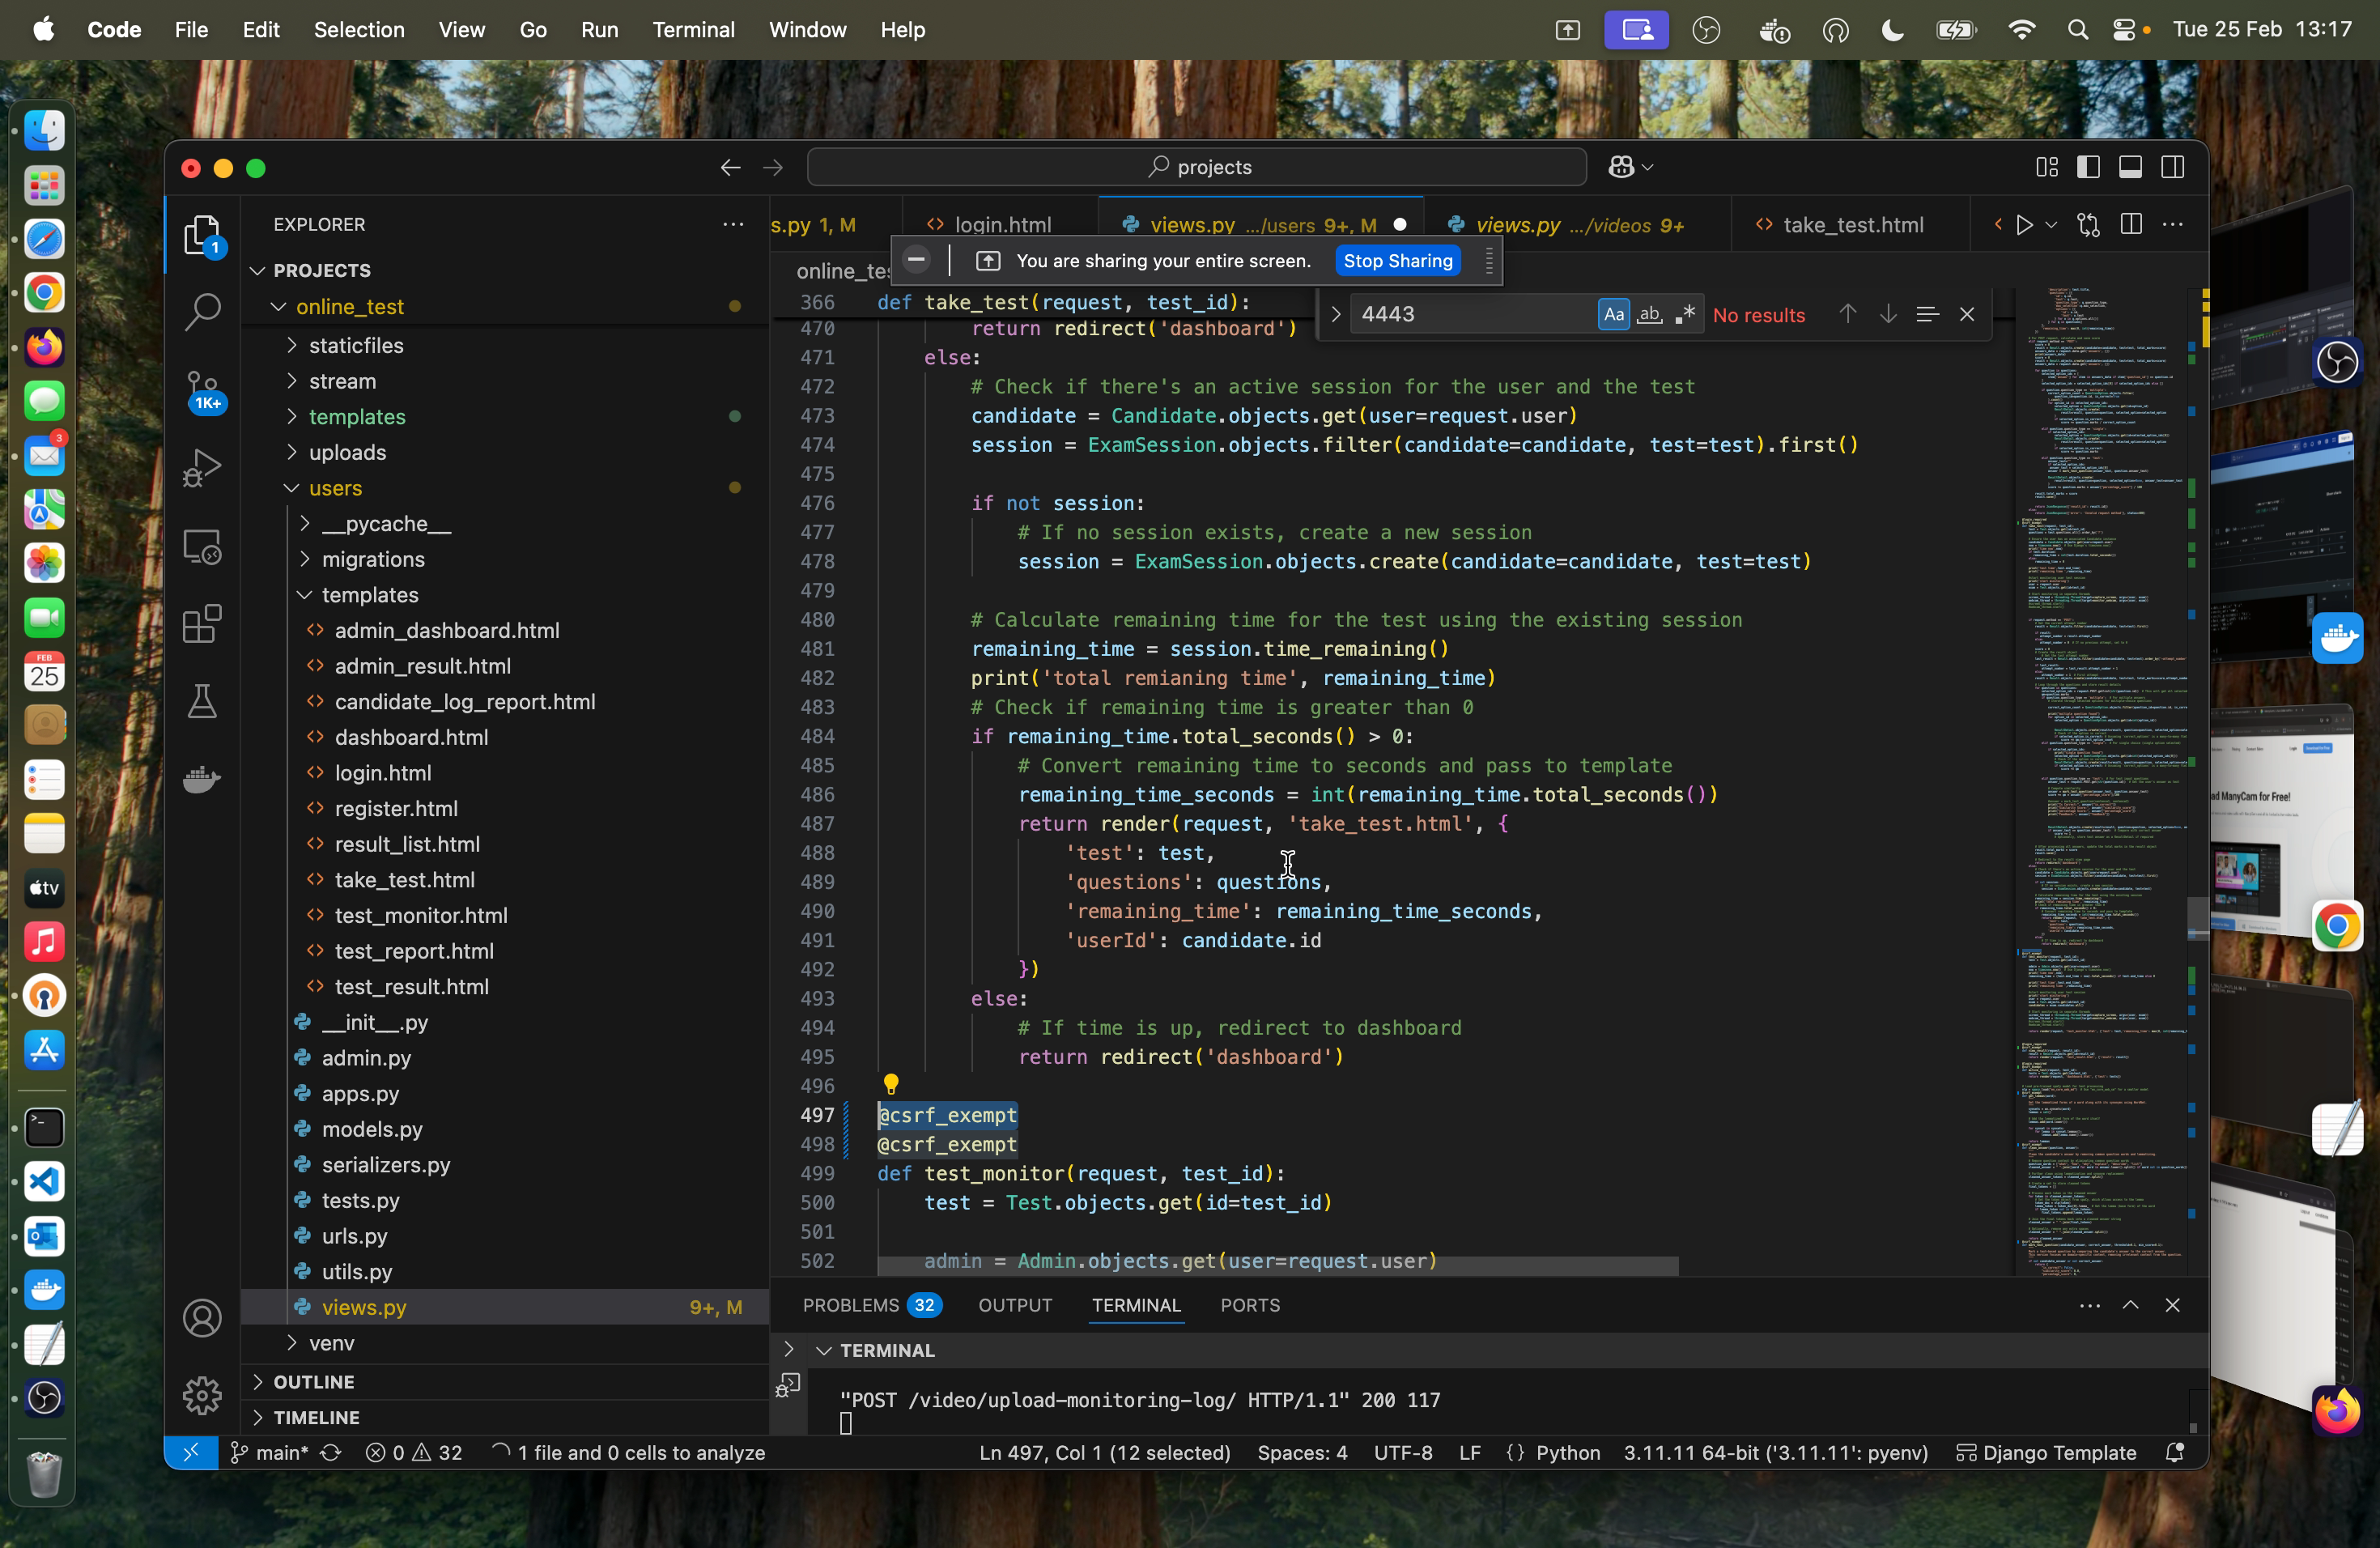 Code File Edit Selection View Go Run Terminal Window Help Tue 25 Feb 13:17
projects
EXPLORER
s.py 1, M login.html views.py .../users 9+, M views.py .../videos 9+ take_test.html
You are sharing your entire screen. Stop Sharing
4443 Aa ab No results
1
1K+
3
FEB
25
tv
PROJECTS
online_test
staticfiles
stream
templates
uploads
users
__pycache__
migrations
templates
admin_dashboard.html
admin_result.html
candidate_log_report.html
dashboard.html
login.html
register.html
result_list.html
take_test.html
test_monitor.html
test_report.html
test_result.html
__init__.py
admin.py
apps.py
models.py
serializers.py
tests.py
urls.py
utils.py
views.py 9+, M
venv
OUTLINE
TIMELINE
online_tes
366 def take_test(request, test_id):
470 return redirect('dashboard')
471 else:
472 # Check if there's an active session for the user and the test
473 candidate = Candidate.objects.get(user=request.user)
474 session = ExamSession.objects.filter(candidate=candidate, test=test).first()
475
476 if not session:
477 # If no session exists, create a new session
478 session = ExamSession.objects.create(candidate=candidate, test=test)
479
480 # Calculate remaining time for the test using the existing session
481 remaining_time = session.time_remaining()
482 print('total remianing time', remaining_time)
483 # Check if remaining time is greater than 0
484 if remaining_time.total_seconds() > 0:
485 # Convert remaining time to seconds and pass to template
486 remaining_time_seconds = int(remaining_time.total_seconds())
487 return render(request, 'take_test.html', {
488 'test': test,
489 'questions': questions,
490 'remaining_time': remaining_time_seconds,
491 'userId': candidate.id
492 })
493 else:
494 # If time is up, redirect to dashboard
495 return redirect('dashboard')
496
497 @csrf_exempt
498 @csrf_exempt
499 def test_monitor(request, test_id):
500 test = Test.objects.get(id=test_id)
501
502 admin = Admin.objects.get(user=request.user)
PROBLEMS 32 OUTPUT TERMINAL PORTS
TERMINAL
"POST /video/upload-monitoring-log/ HTTP/1.1" 200 117
main* 0 32 1 file and 0 cells to analyze Ln 497, Col 1 (12 selected) Spaces: 4 UTF-8 LF {} Python 3.11.11 64-bit ('3.11.11': pyenv) Django Template
ad ManyCam for Free!